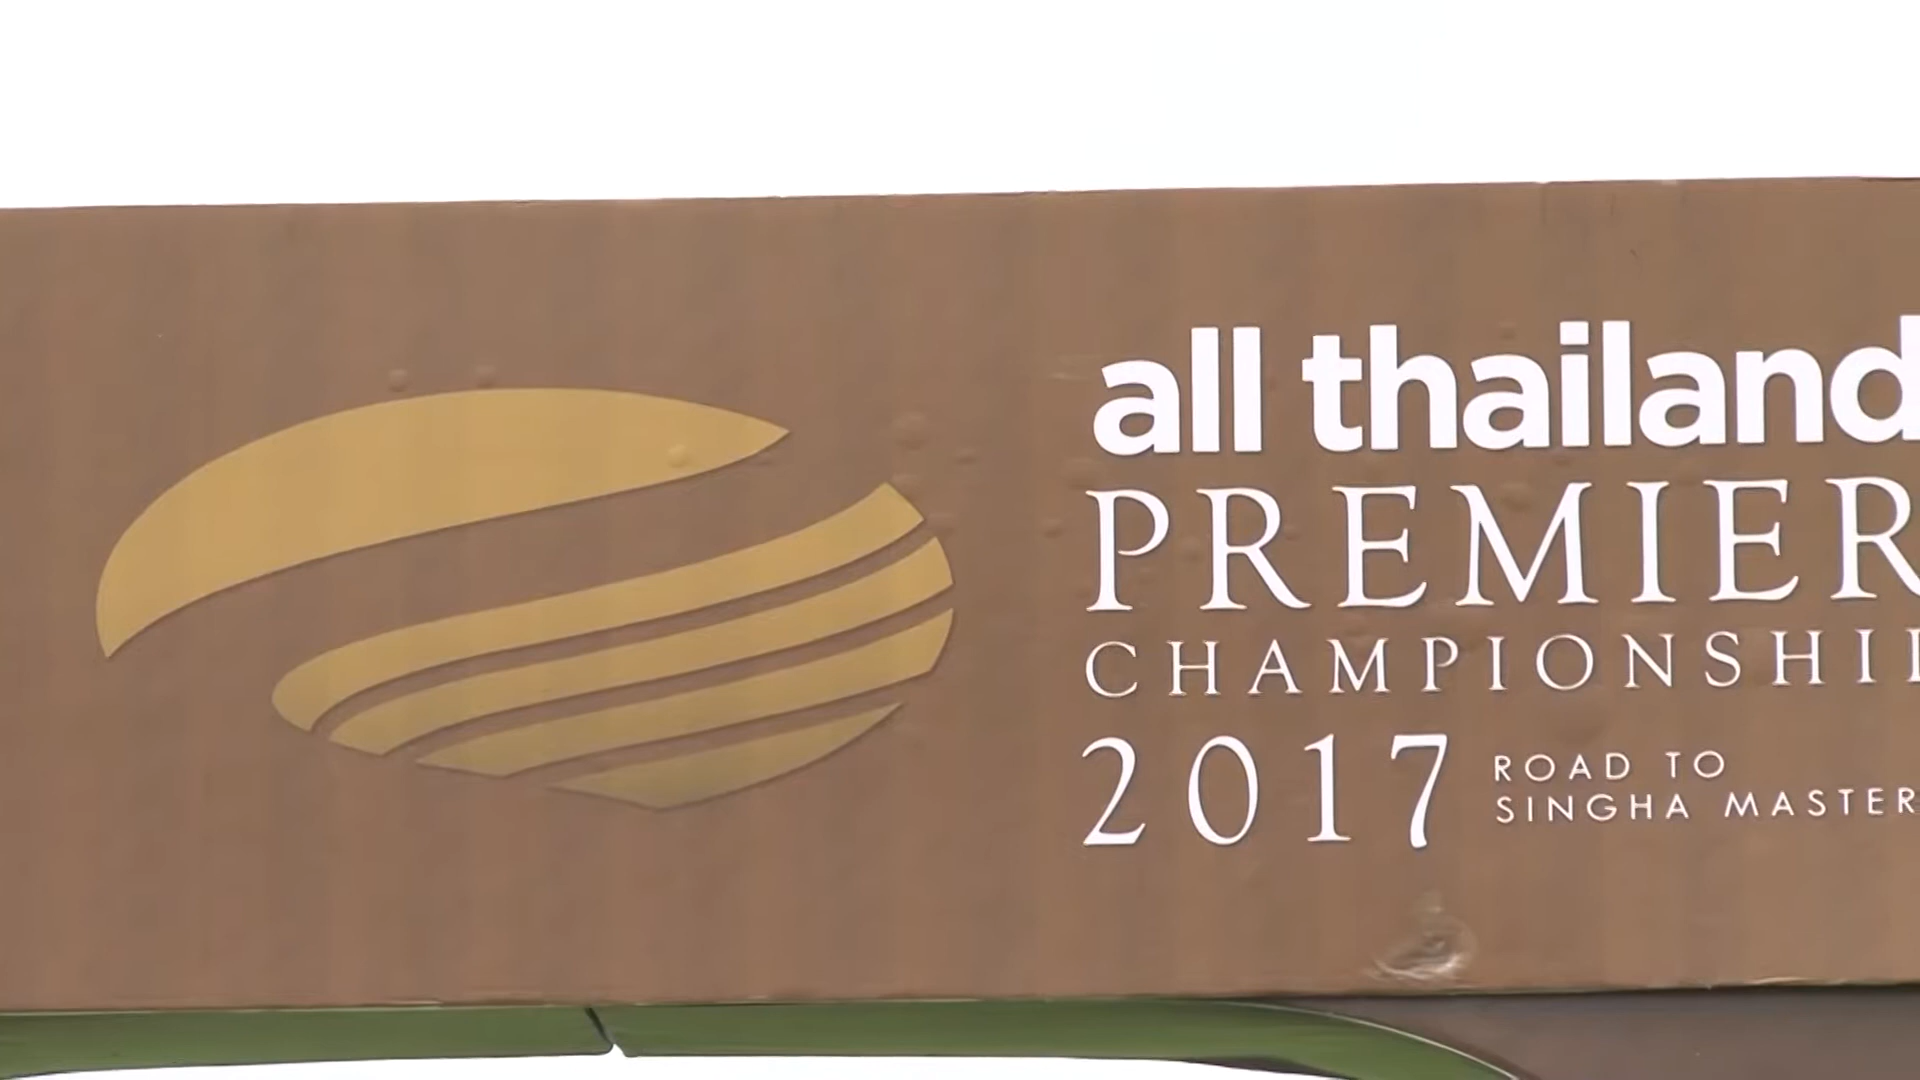 all thailand
PREMIER
CHAMPIONSHI
2017
ROAD TO
SINGHA MASTER